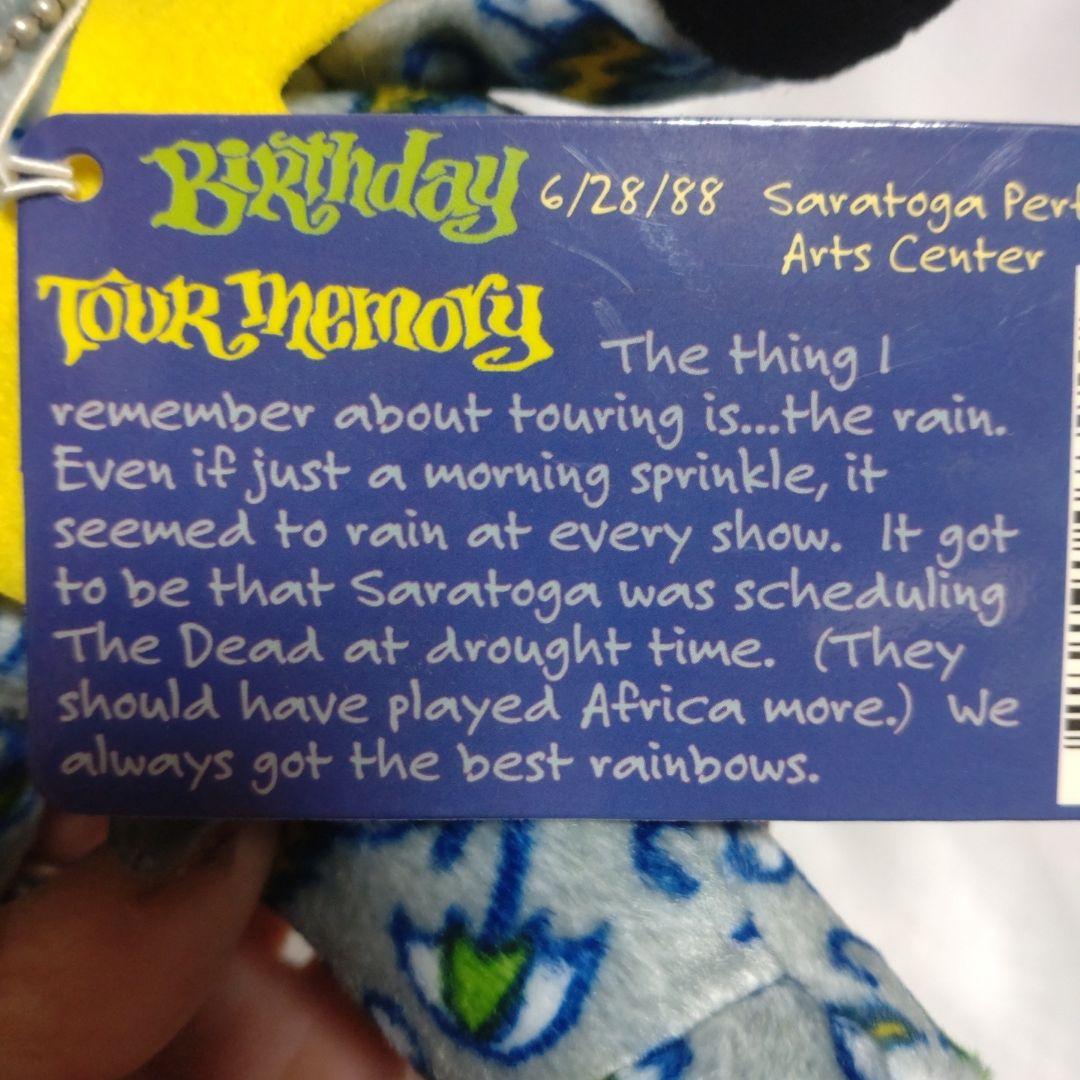 Birthday 6/28/88 Saratoga Perf
Arts Center
Tour Memory The thing I
remember about touring is...the rain.
Even if just a morning sprinkle, it
seemed to rain at every show. It got
to be that Saratoga was scheduling
The Dead at drought time. (They
should have played Africa more.) We
always got the best rainbows.